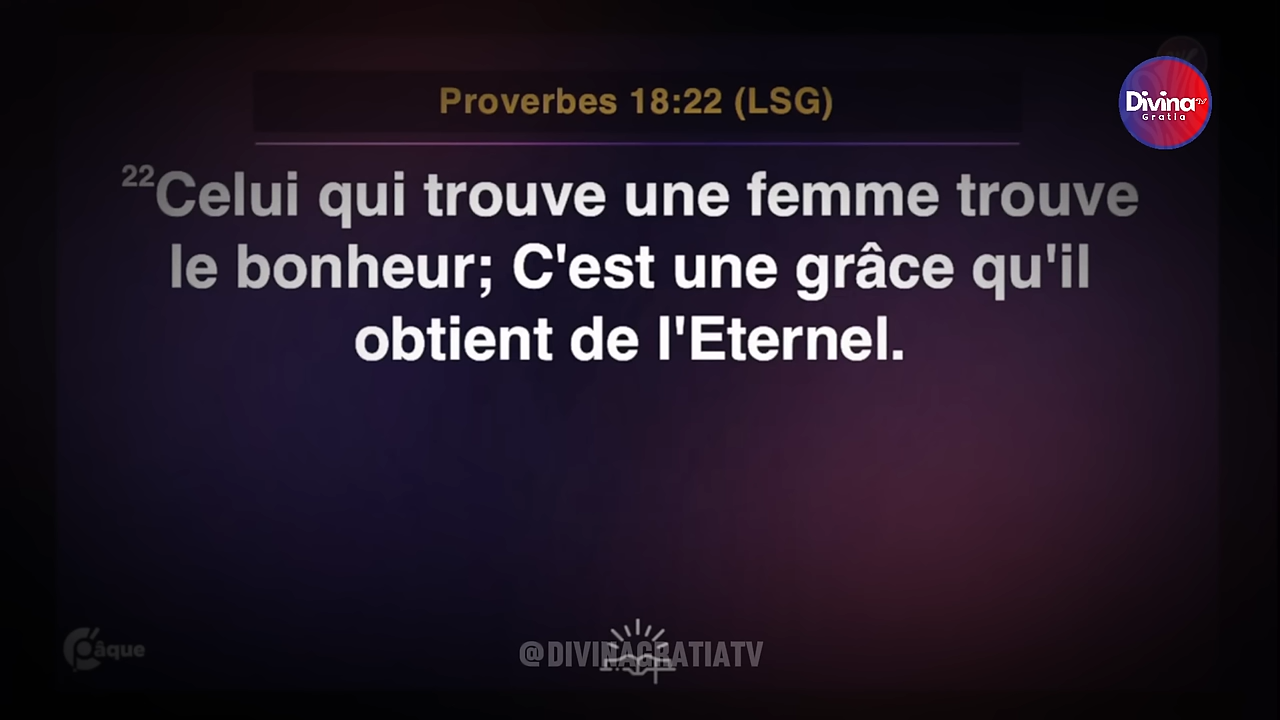 Proverbes 18:22 (LSG)
Divina TV
Gratia
22Celui qui trouve une femme trouve
le bonheur; C'est une grâce qu'il
obtient de l'Eternel.
Pâque
@DIVINAGRATIATV